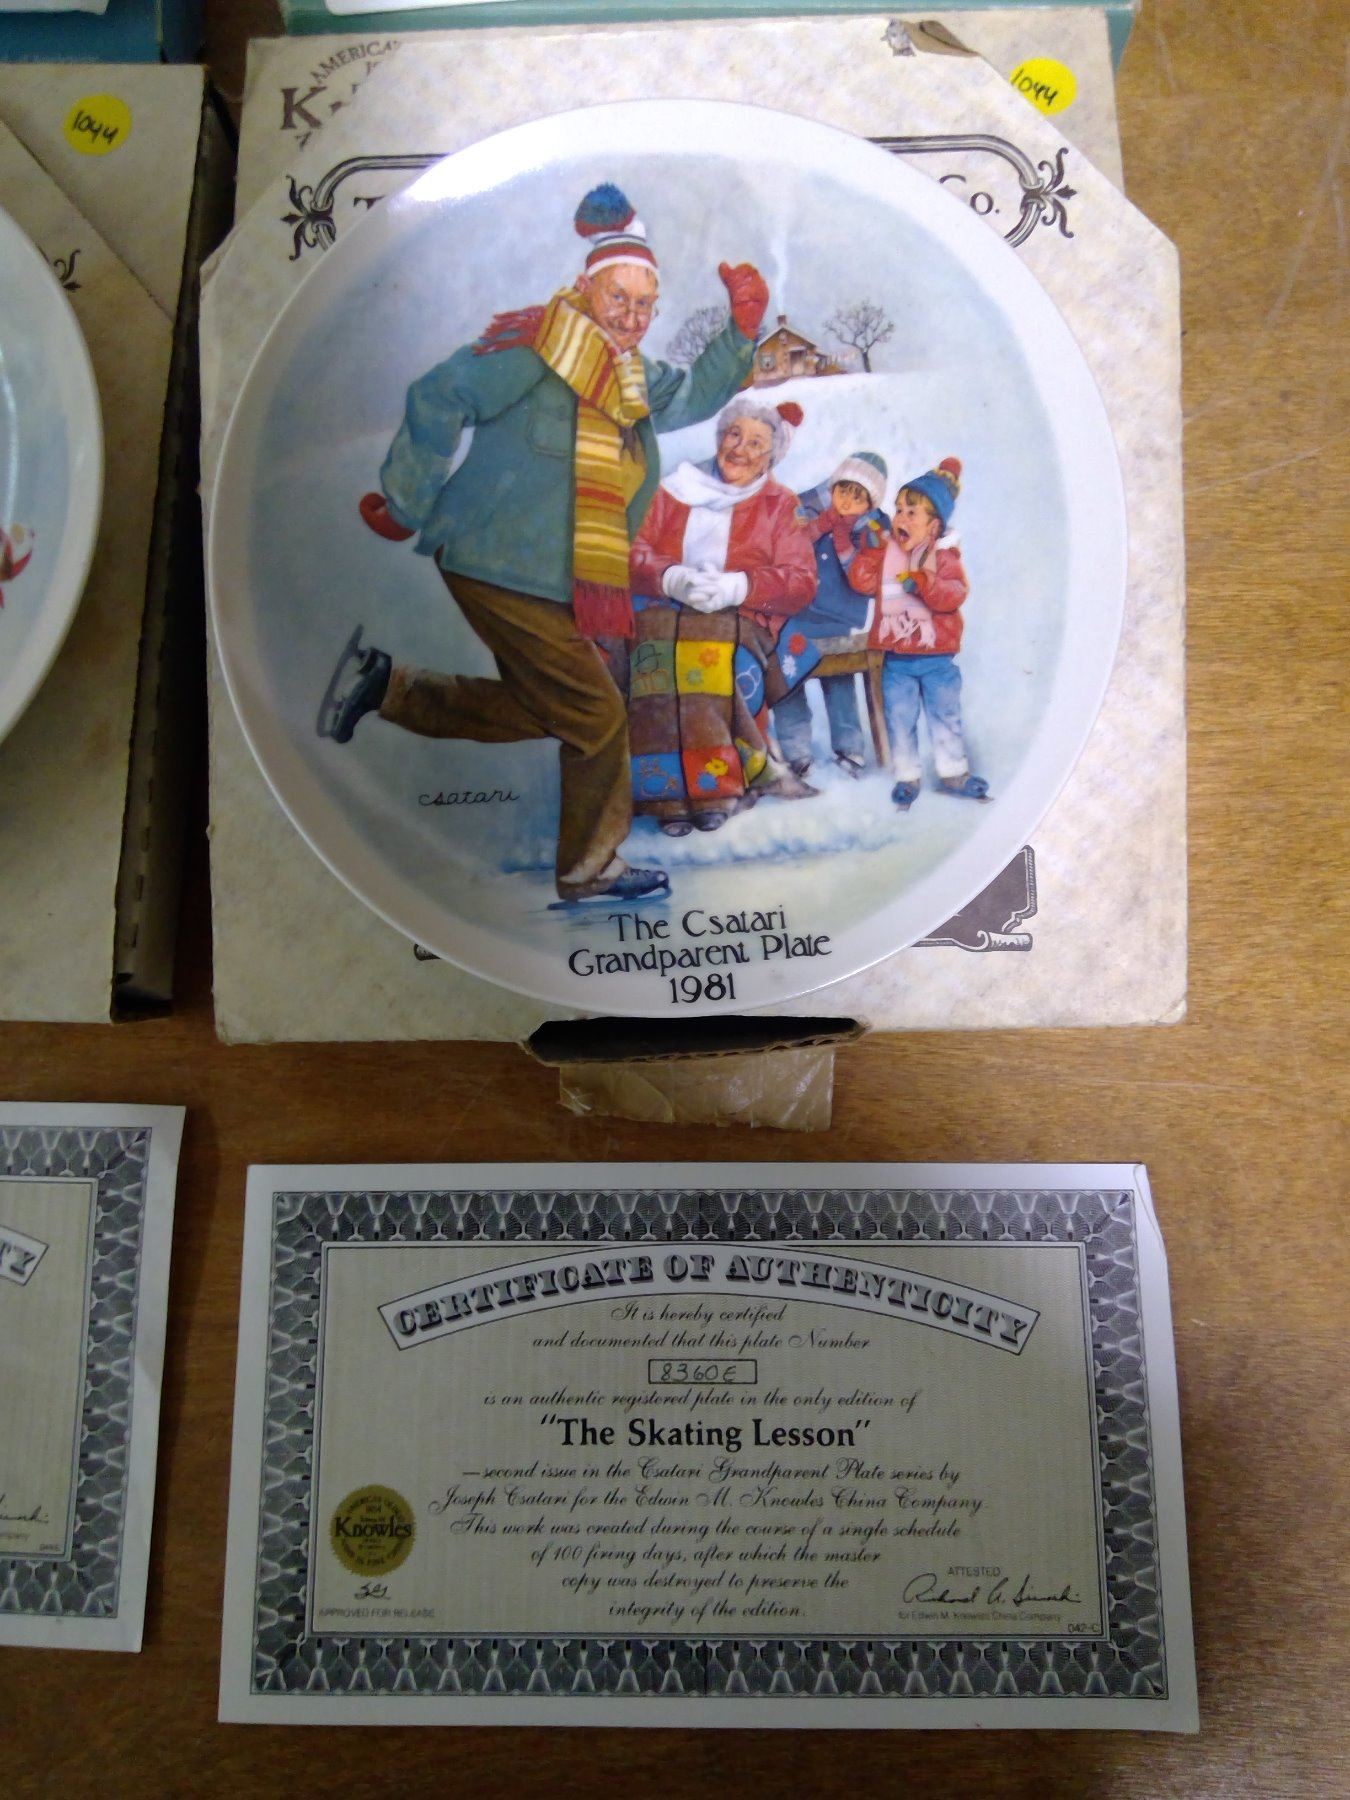 1044
AMERICA
K
1044
Co.
csatari
The Csatari
Grandparent Plate
1981
TY
CERTIFICATE OF AUTHENTICITY
It is hereby certified
and documented that this plate Number
8360E
is an authentic registered plate in the only edition of
"The Skating Lesson"
—second issue in the Csatari Grandparent Plate series by
Joseph Csatari for the Edwin M. Knowles China Company.
This work was created during the course of a single schedule
of 100 firing days, after which the master
copy was destroyed to preserve the
integrity of the edition.
Knowles
APPROVED FOR RELEASE
ATTESTED
for Edwin M. Knowles China Company
042-C